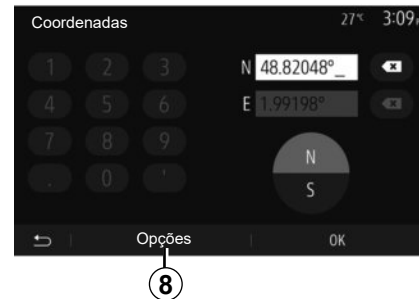 Coordenadas 27°C 3:09
1 2 3 N 48.82048°_
4 5 6 E 1.99198°
7 8 9
. 0 '
N
S
Opções OK
8